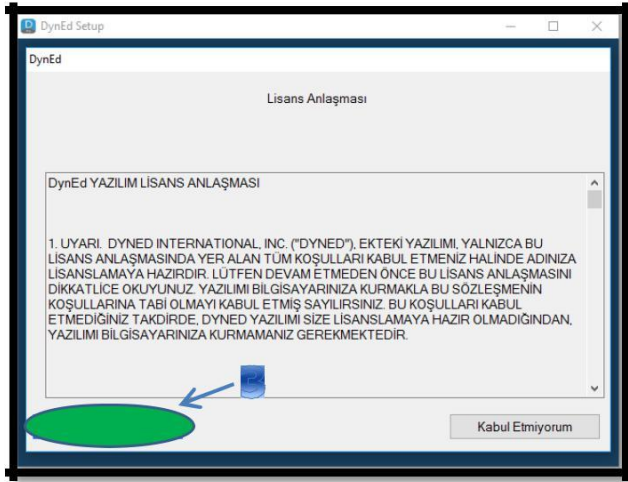 DynEd Setup
DynEd
Lisans Anlaşması
DynEd YAZILIM LİSANS ANLAŞMASI
1. UYARI. DYNED INTERNATIONAL, INC. ("DYNED"), EKTEKİ YAZILIMI, YALNIZCA BU
LİSANS ANLAŞMASINDA YER ALAN TÜM KOŞULLARI KABUL ETMENİZ HALİNDE ADINIZA
LİSANSLAMAYA HAZIRDIR. LÜTFEN DEVAM ETMEDEN ÖNCE BU LİSANS ANLAŞMASINI
DİKKATLİCE OKUYUNUZ. YAZILIMI BİLGİSAYARINIZA KURMAKLA BU SÖZLEŞMENİN
KOŞULLARINA TABİ OLMAYI KABUL ETMİŞ SAYILIRSINIZ. BU KOŞULLARI KABUL
ETMEDİĞİNİZ TAKDİRDE, DYNED YAZILIMI SİZE LİSANSLAMAYA HAZIR OLMADIĞINDAN,
YAZILIMI BİLGİSAYARINIZA KURMAMANIZ GEREKMEKTEDİR.
3
Kabul Etmiyorum